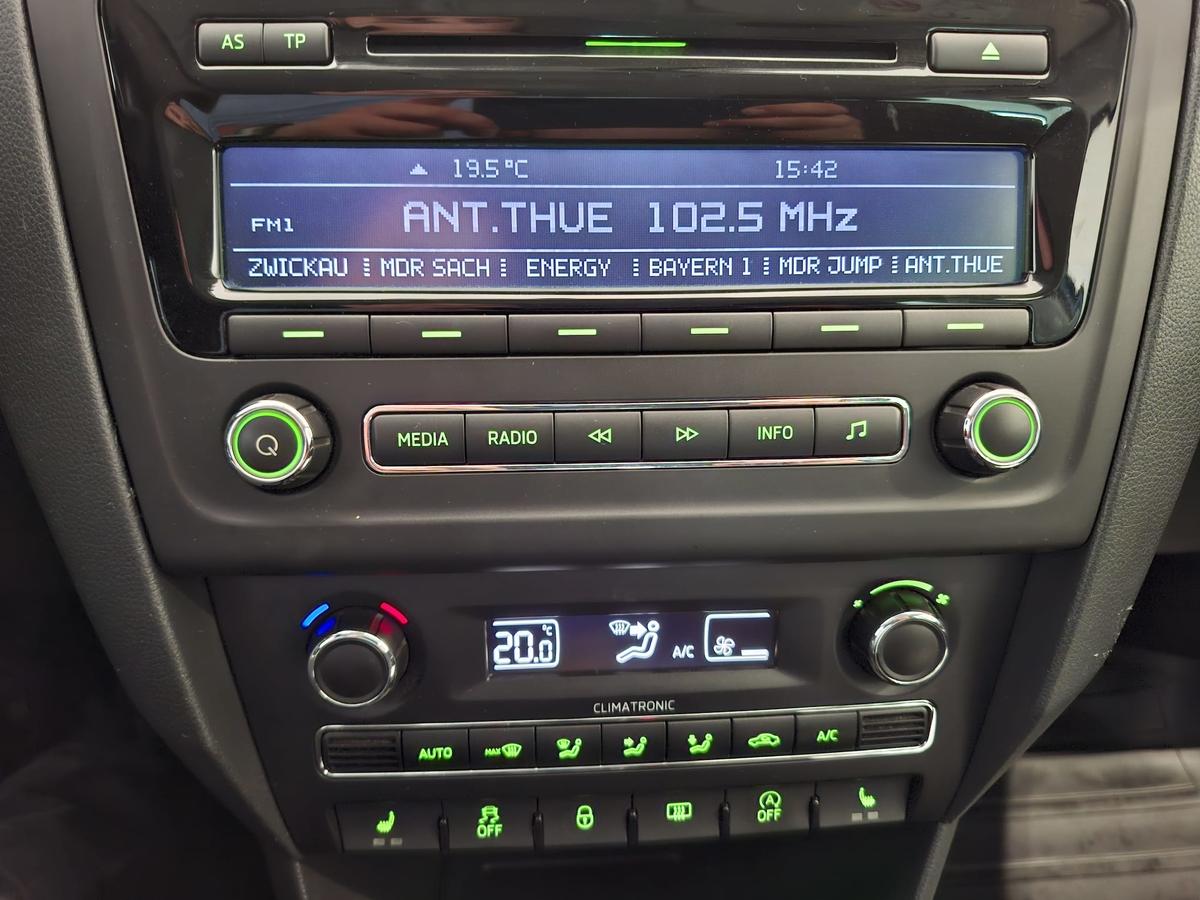 AS TP
19.5°C 15:42
FM1 ANT.THUE 102.5 MHz
ZWICKAU MDR SACH ENERGY BAYERN 1 MDR JUMP ANT.THUE
MEDIA RADIO INFO
20.0 °C A/C
CLIMATRONIC
AUTO MAX A/C
OFF A OFF